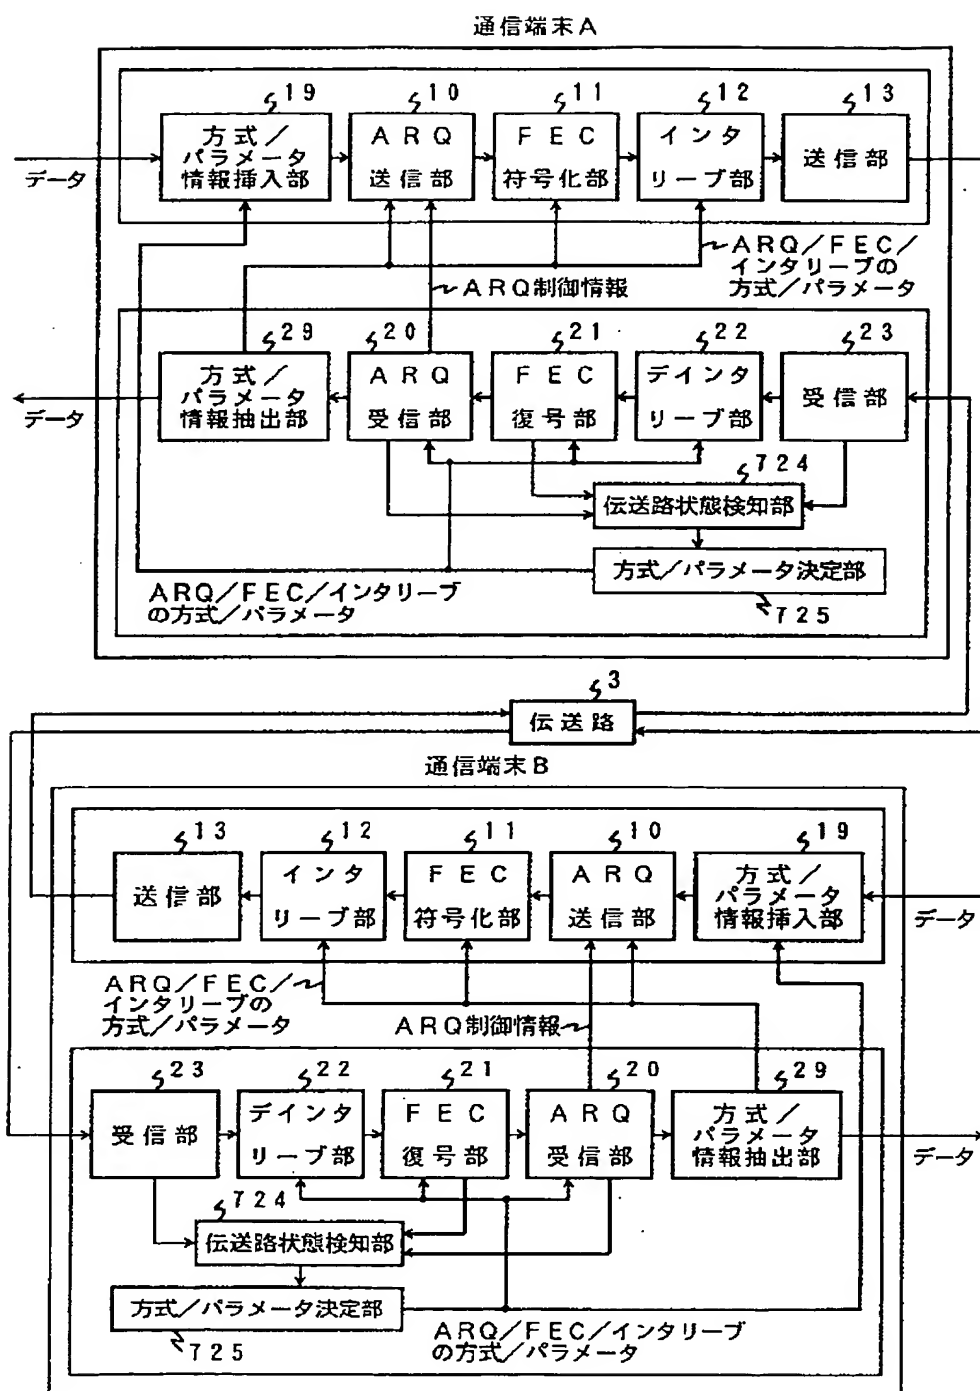 通信端末A
19
10
11
12
13
方式／
パラメータ
情報挿入部
ARQ
送信部
FEC
符号化部
インタ
リーブ部
送信部
データ
ARQ／FEC／
インタリーブの
方式／パラメータ
ARQ制御情報
29
20
21
22
23
方式／
パラメータ
情報抽出部
ARQ
受信部
FEC
復号部
デインタ
リーブ部
受信部
データ
724
伝送路状態検知部
方式／パラメータ決定部
725
ARQ／FEC／インタリーブ
の方式／パラメータ
3
伝送路
通信端末B
13
12
11
10
19
送信部
インタ
リーブ部
FEC
符号化部
ARQ
送信部
方式／
パラメータ
情報挿入部
データ
ARQ／FEC／
インタリーブの
方式／パラメータ
ARQ制御情報
23
22
21
20
29
受信部
デインタ
リーブ部
FEC
復号部
ARQ
受信部
方式／
パラメータ
情報抽出部
データ
724
伝送路状態検知部
方式／パラメータ決定部
725
ARQ／FEC／インタリーブ
の方式／パラメータ